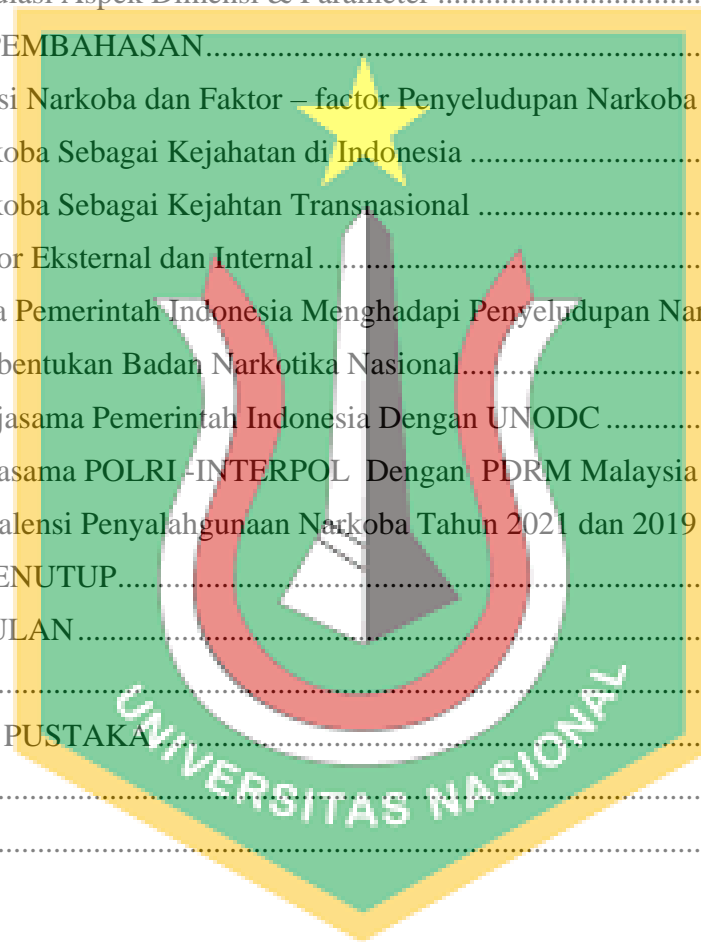 ulasi Aspek Dimensi & Parameter ................................
PEMBAHASAN................................
si Narkoba dan Faktor – factor Penyeludupan Narkoba
koba Sebagai Kejahatan di Indonesia ................................
koba Sebagai Kejahtan Transnasional ................................
or Eksternal dan Internal ................................
a Pemerintah Indonesia Menghadapi Penyeludupan Nar
bentukan Badan Narkotika Nasional................................
jasama Pemerintah Indonesia Dengan UNODC ................................
asama POLRI -INTERPOL Dengan PDRM Malaysia
alensi Penyalahgunaan Narkoba Tahun 2021 dan 2019
ENUTUP................................
ULAN ................................
................................
PUSTAKA................................
UNIVERSITAS NASIONAL
................................
................................